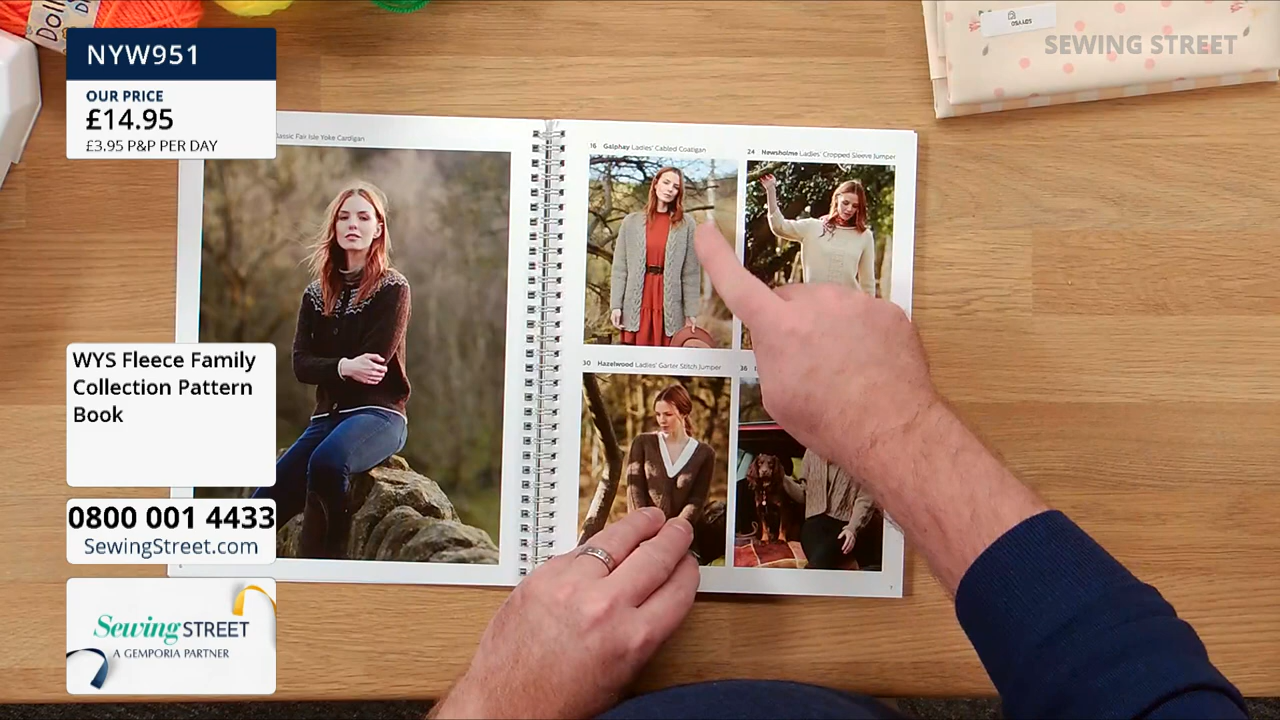 NYW951
OUR PRICE
£14.95
£3.95 P&P PER DAY
WYS Fleece Family
Collection Pattern
Book
0800 001 4433
SewingStreet.com
Sewing STREET
A GEMPORIA PARTNER
SEWING STREET
Fair Isle Yoke Cardigan
16 Galphay Ladies' Cabled Coatigan
24 Newsholme Ladies' Cropped Sleeve Jumper
30 Hazelwood Ladies' Garter Stitch Jumper
36